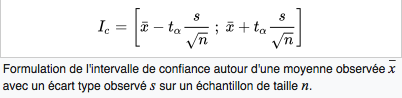 I_c = [ x̄ − t_α s/√n ; x̄ + t_α s/√n ]
Formulation de l'intervalle de confiance autour d'une moyenne observée x̄
avec un écart type observé s sur un échantillon de taille n.